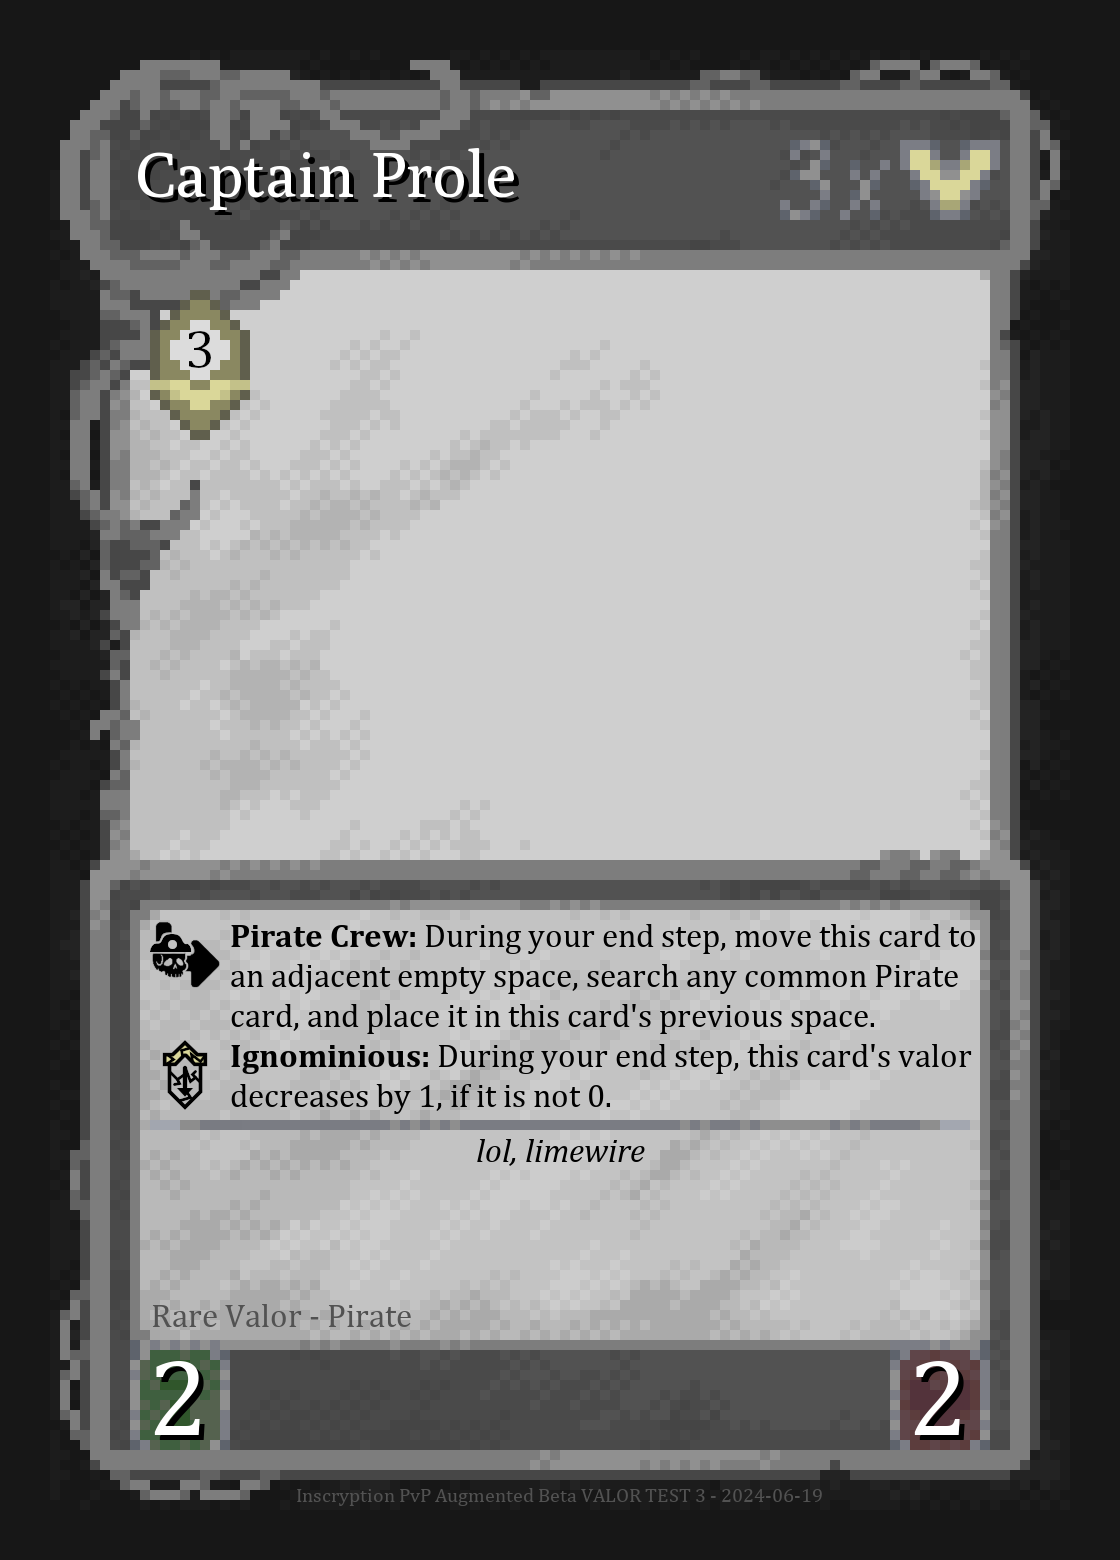 Captain Prole 3x
3
Pirate Crew: During your end step, move this card to
an adjacent empty space, search any common Pirate
card, and place it in this card's previous space.
Ignominious: During your end step, this card's valor
decreases by 1, if it is not 0.
lol, limewire
Rare Valor - Pirate
2 2
Inscryption PvP Augmented Beta VALOR TEST 3 - 2024-06-19